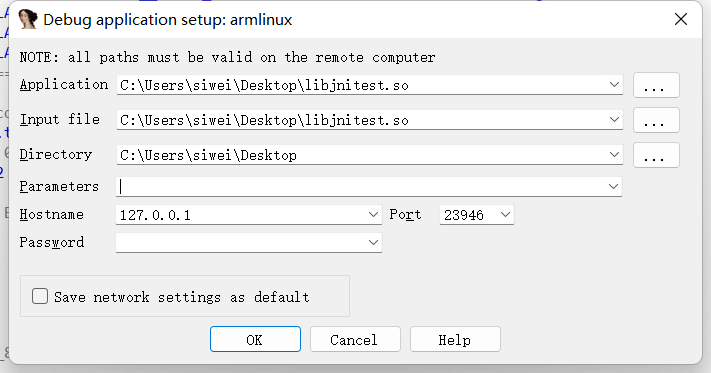 Debug application setup: armlinux
NOTE: all paths must be valid on the remote computer
Application C:\Users\siwei\Desktop\libjnitest.so ...
Input file C:\Users\siwei\Desktop\libjnitest.so ...
Directory C:\Users\siwei\Desktop ...
Parameters
Hostname 127.0.0.1 Port 23946
Password
Save network settings as default
OK Cancel Help